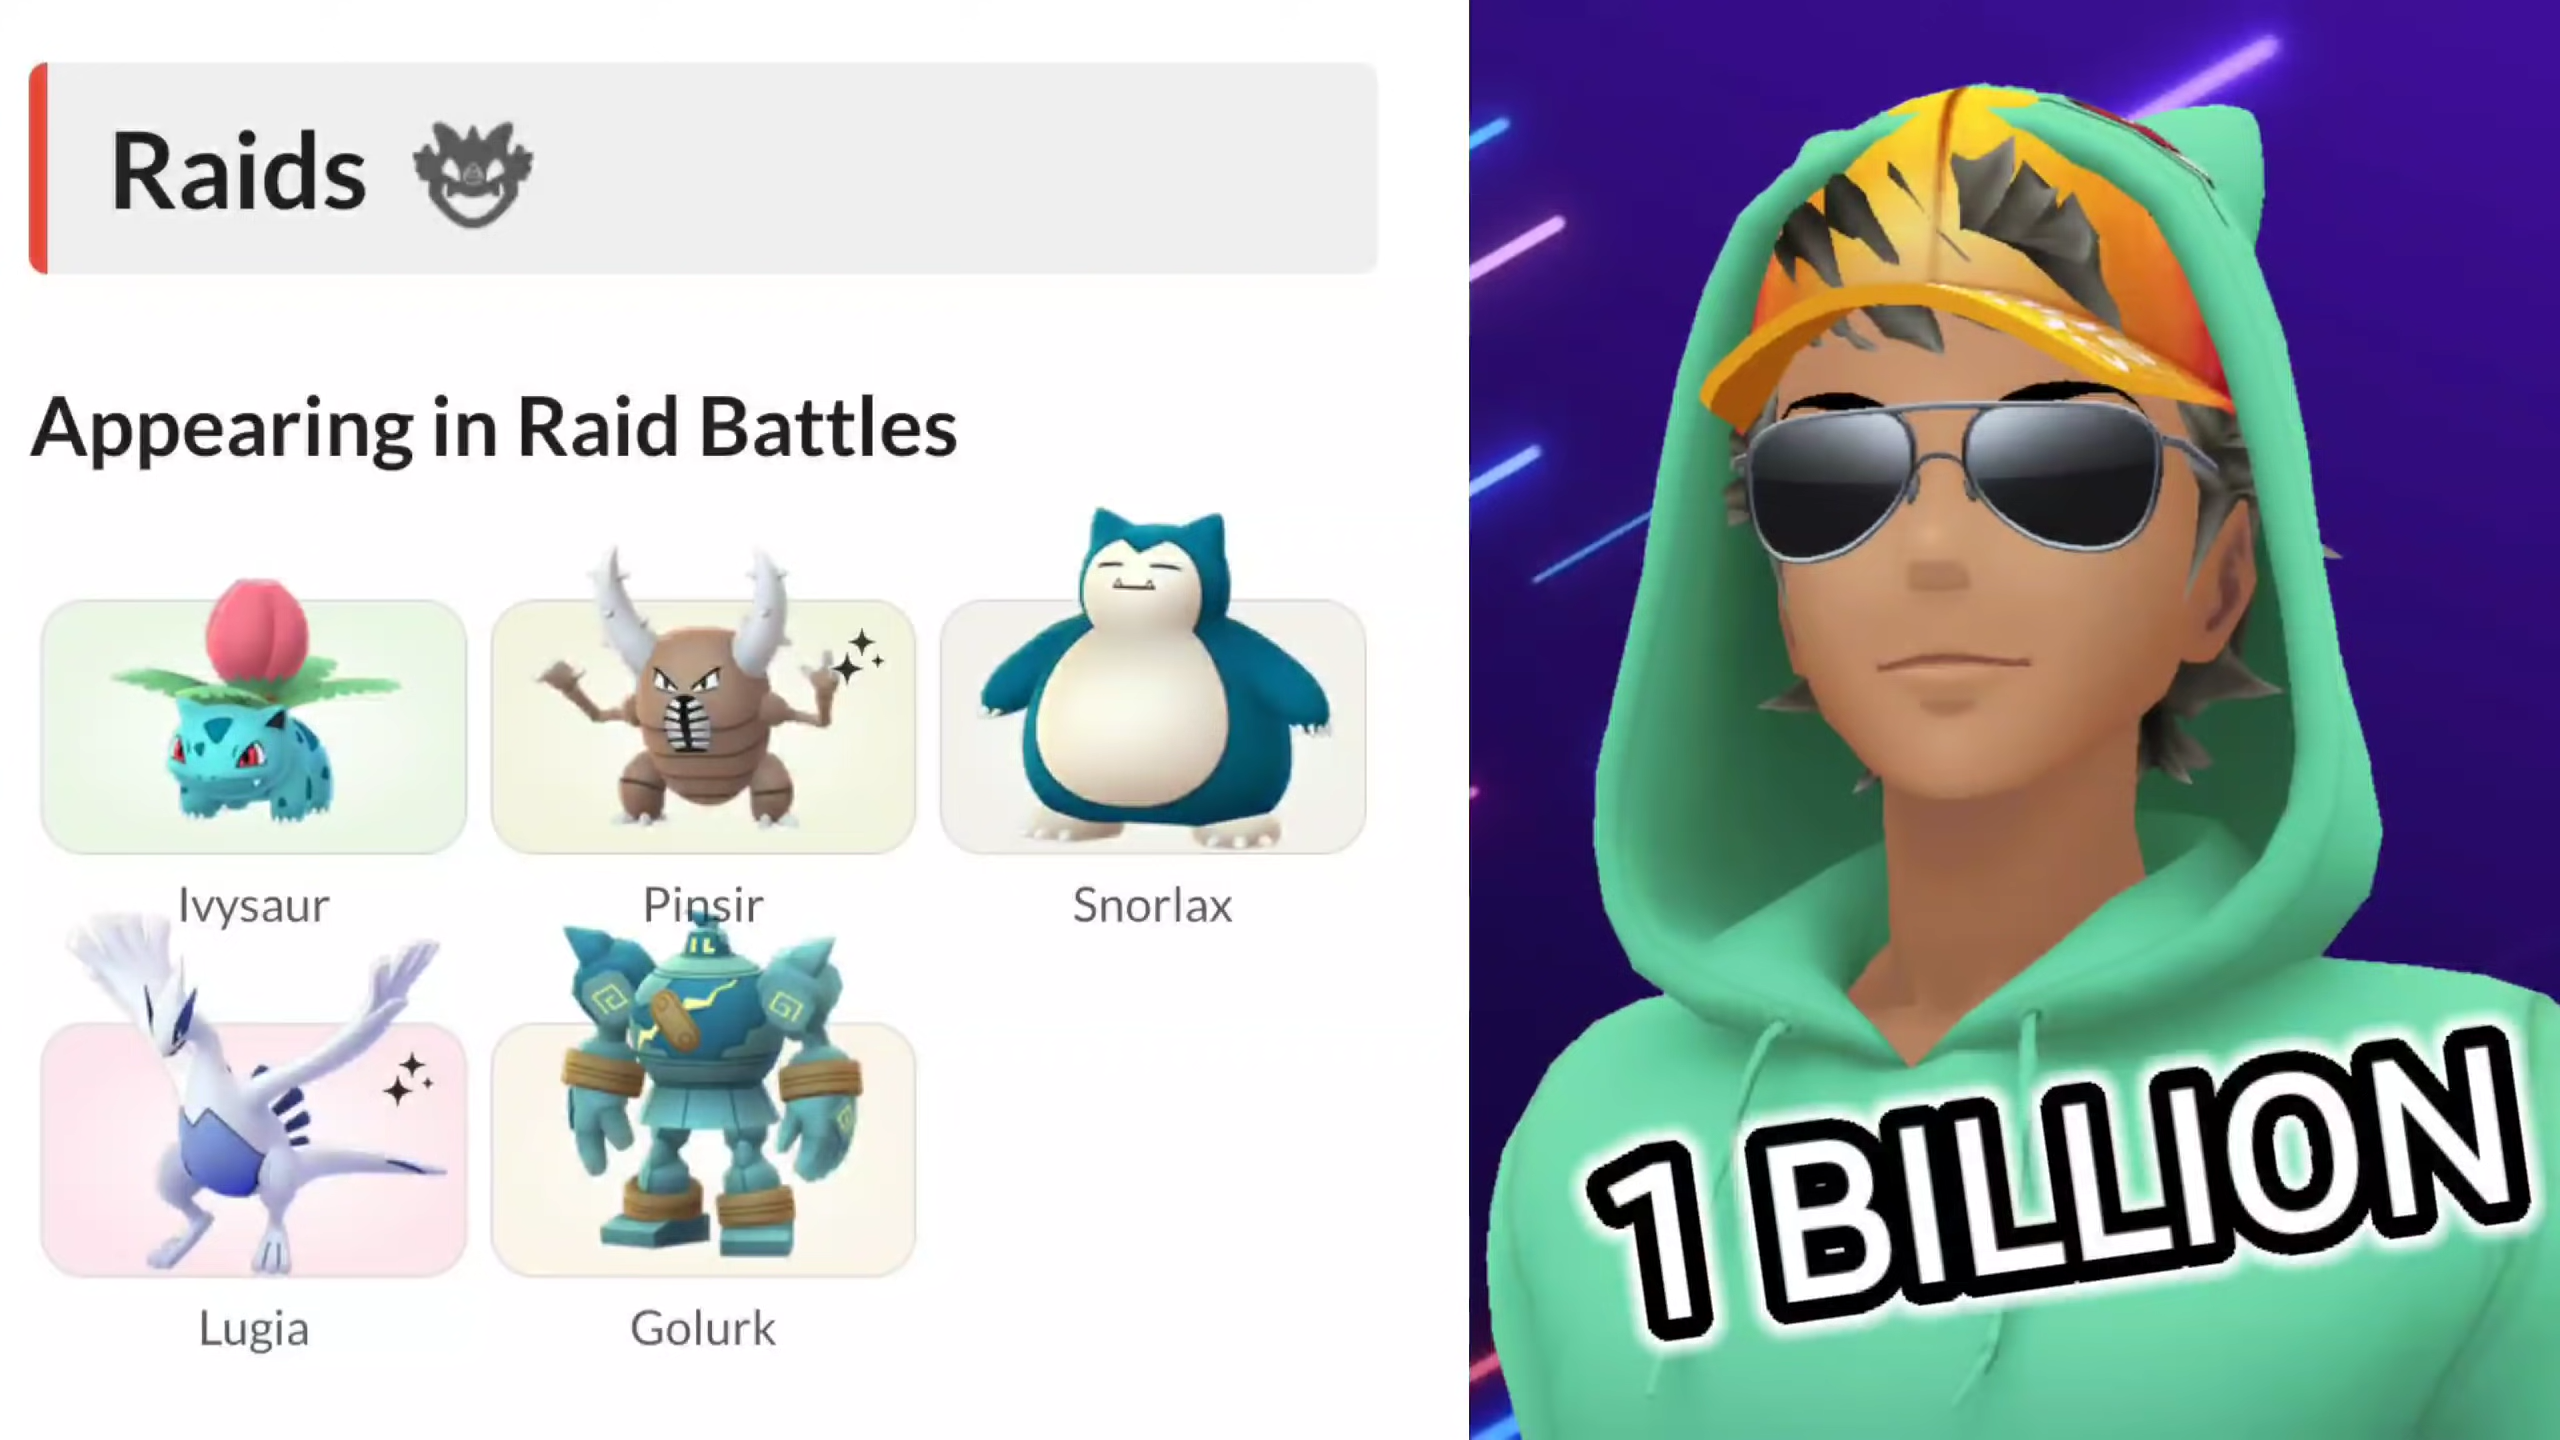 Raids
Appearing in Raid Battles
Ivysaur
Pinsir
Snorlax
Lugia
Golurk
1 BILLION